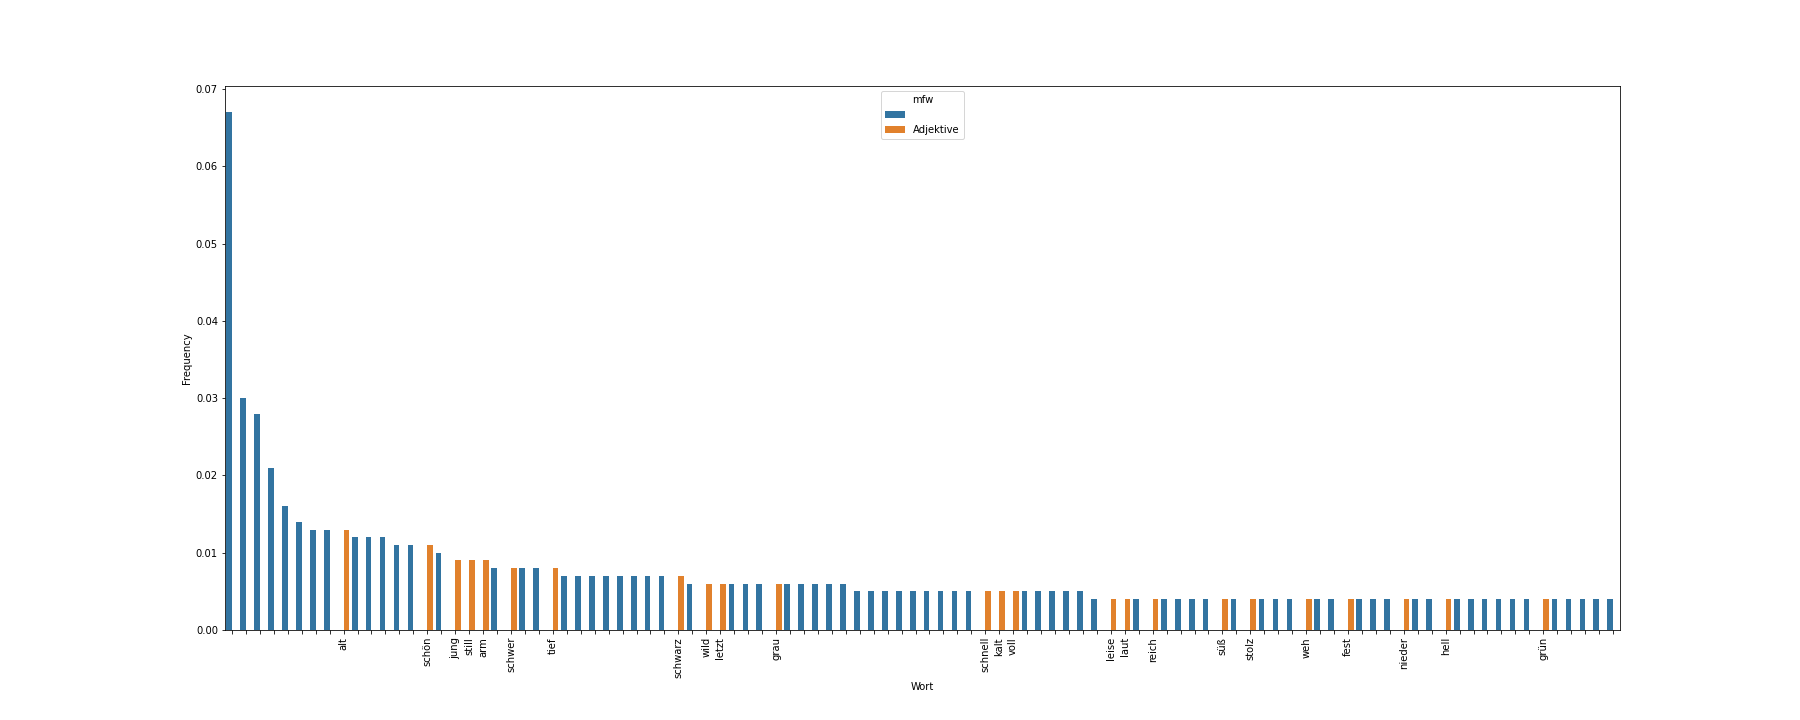 mfw
Adjektive
0.07
0.06
0.05
0.04
0.03
0.02
0.01
0.00
Frequency
alt
schön
jung
still
arm
schwer
tief
schwarz
wild
letzt
grau
schnell
kalt
voll
leise
laut
reich
süß
stolz
weh
fest
nieder
hell
grün
Wort